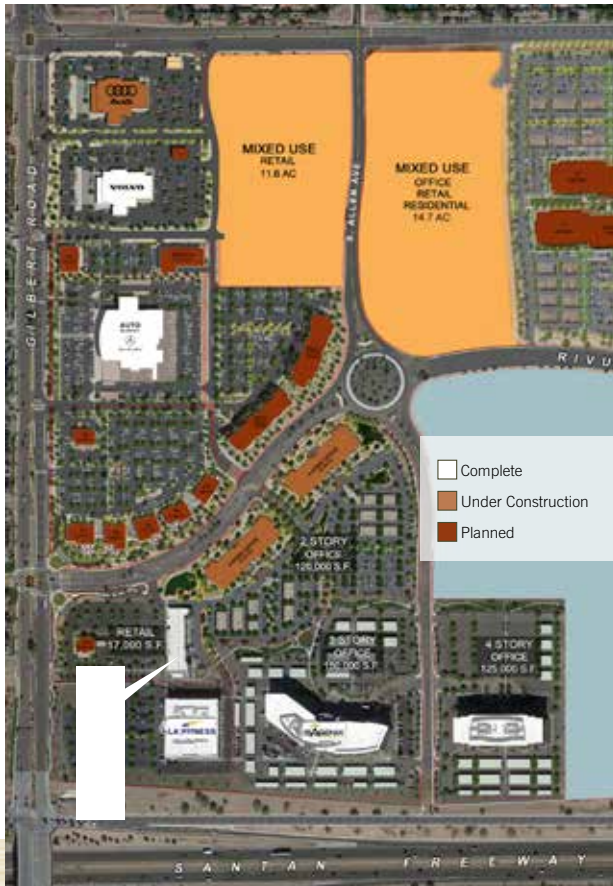 Audi
VOLVO
MIXED USE
RETAIL
11.6 AC
MIXED USE
OFFICE
RETAIL
RESIDENTIAL
14.7 AC
GILBERT ROAD
S. ALLEN AVE
AUTO
RIVU
Complete
Under Construction
Planned
2 STORY
OFFICE
120,000 S.F.
RETAIL
17,000 S.F.
3 STORY
OFFICE
150,000 S.F.
4 STORY
OFFICE
125,000 S.F.
LA FITNESS
isagenix
SANTAN FREEWAY